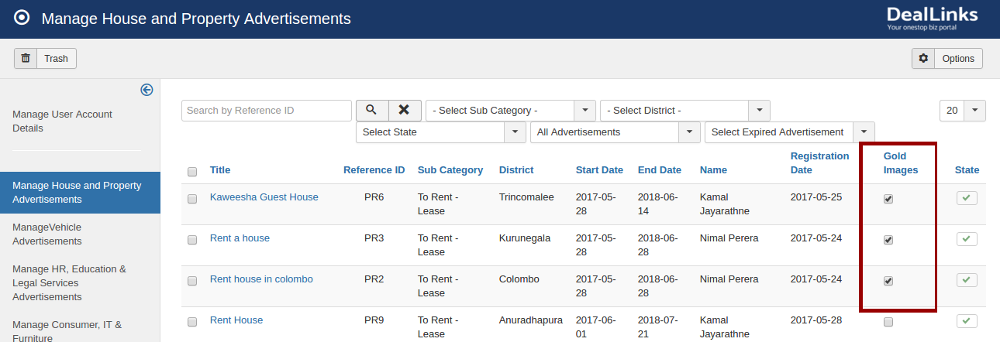 Manage House and Property Advertisements
DealLinks
Your onestop biz portal
Trash
Options
Manage User Account
Details
Manage House and Property
Advertisements
ManageVehicle
Advertisements
Manage HR, Education &
Legal Services
Advertisements
Manage Consumer, IT &
Furniture
Search by Reference ID
- Select Sub Category -
- Select District -
20
Select State
All Advertisements
Select Expired Advertisement
Title Reference ID Sub Category District Start Date End Date Name Registration Date Gold Images State
Kaweesha Guest House PR6 To Rent - Lease Trincomalee 2017-05-28 2018-06-14 Kamal Jayarathne 2017-05-25
Rent a house PR3 To Rent - Lease Kurunegala 2017-05-28 2018-06-28 Nimal Perera 2017-05-24
Rent house in colombo PR2 To Rent - Lease Colombo 2017-05-28 2018-06-28 Nimal Perera 2017-05-24
Rent House PR9 To Rent - Lease Anuradhapura 2017-06-01 2018-07-21 Kamal Jayarathne 2017-05-28